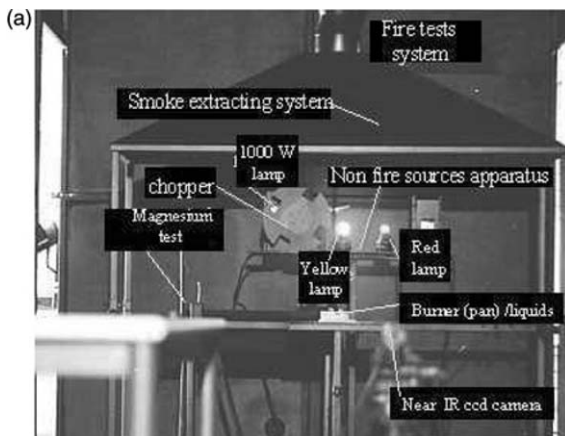 (a)
Fire tests
system
Smoke extracting system
1000 W
lamp
chopper
Non fire sources apparatus
Magnesium
test
Yellow
lamp
Red
lamp
Burner (pan) /liquids
Near IR ccd camera